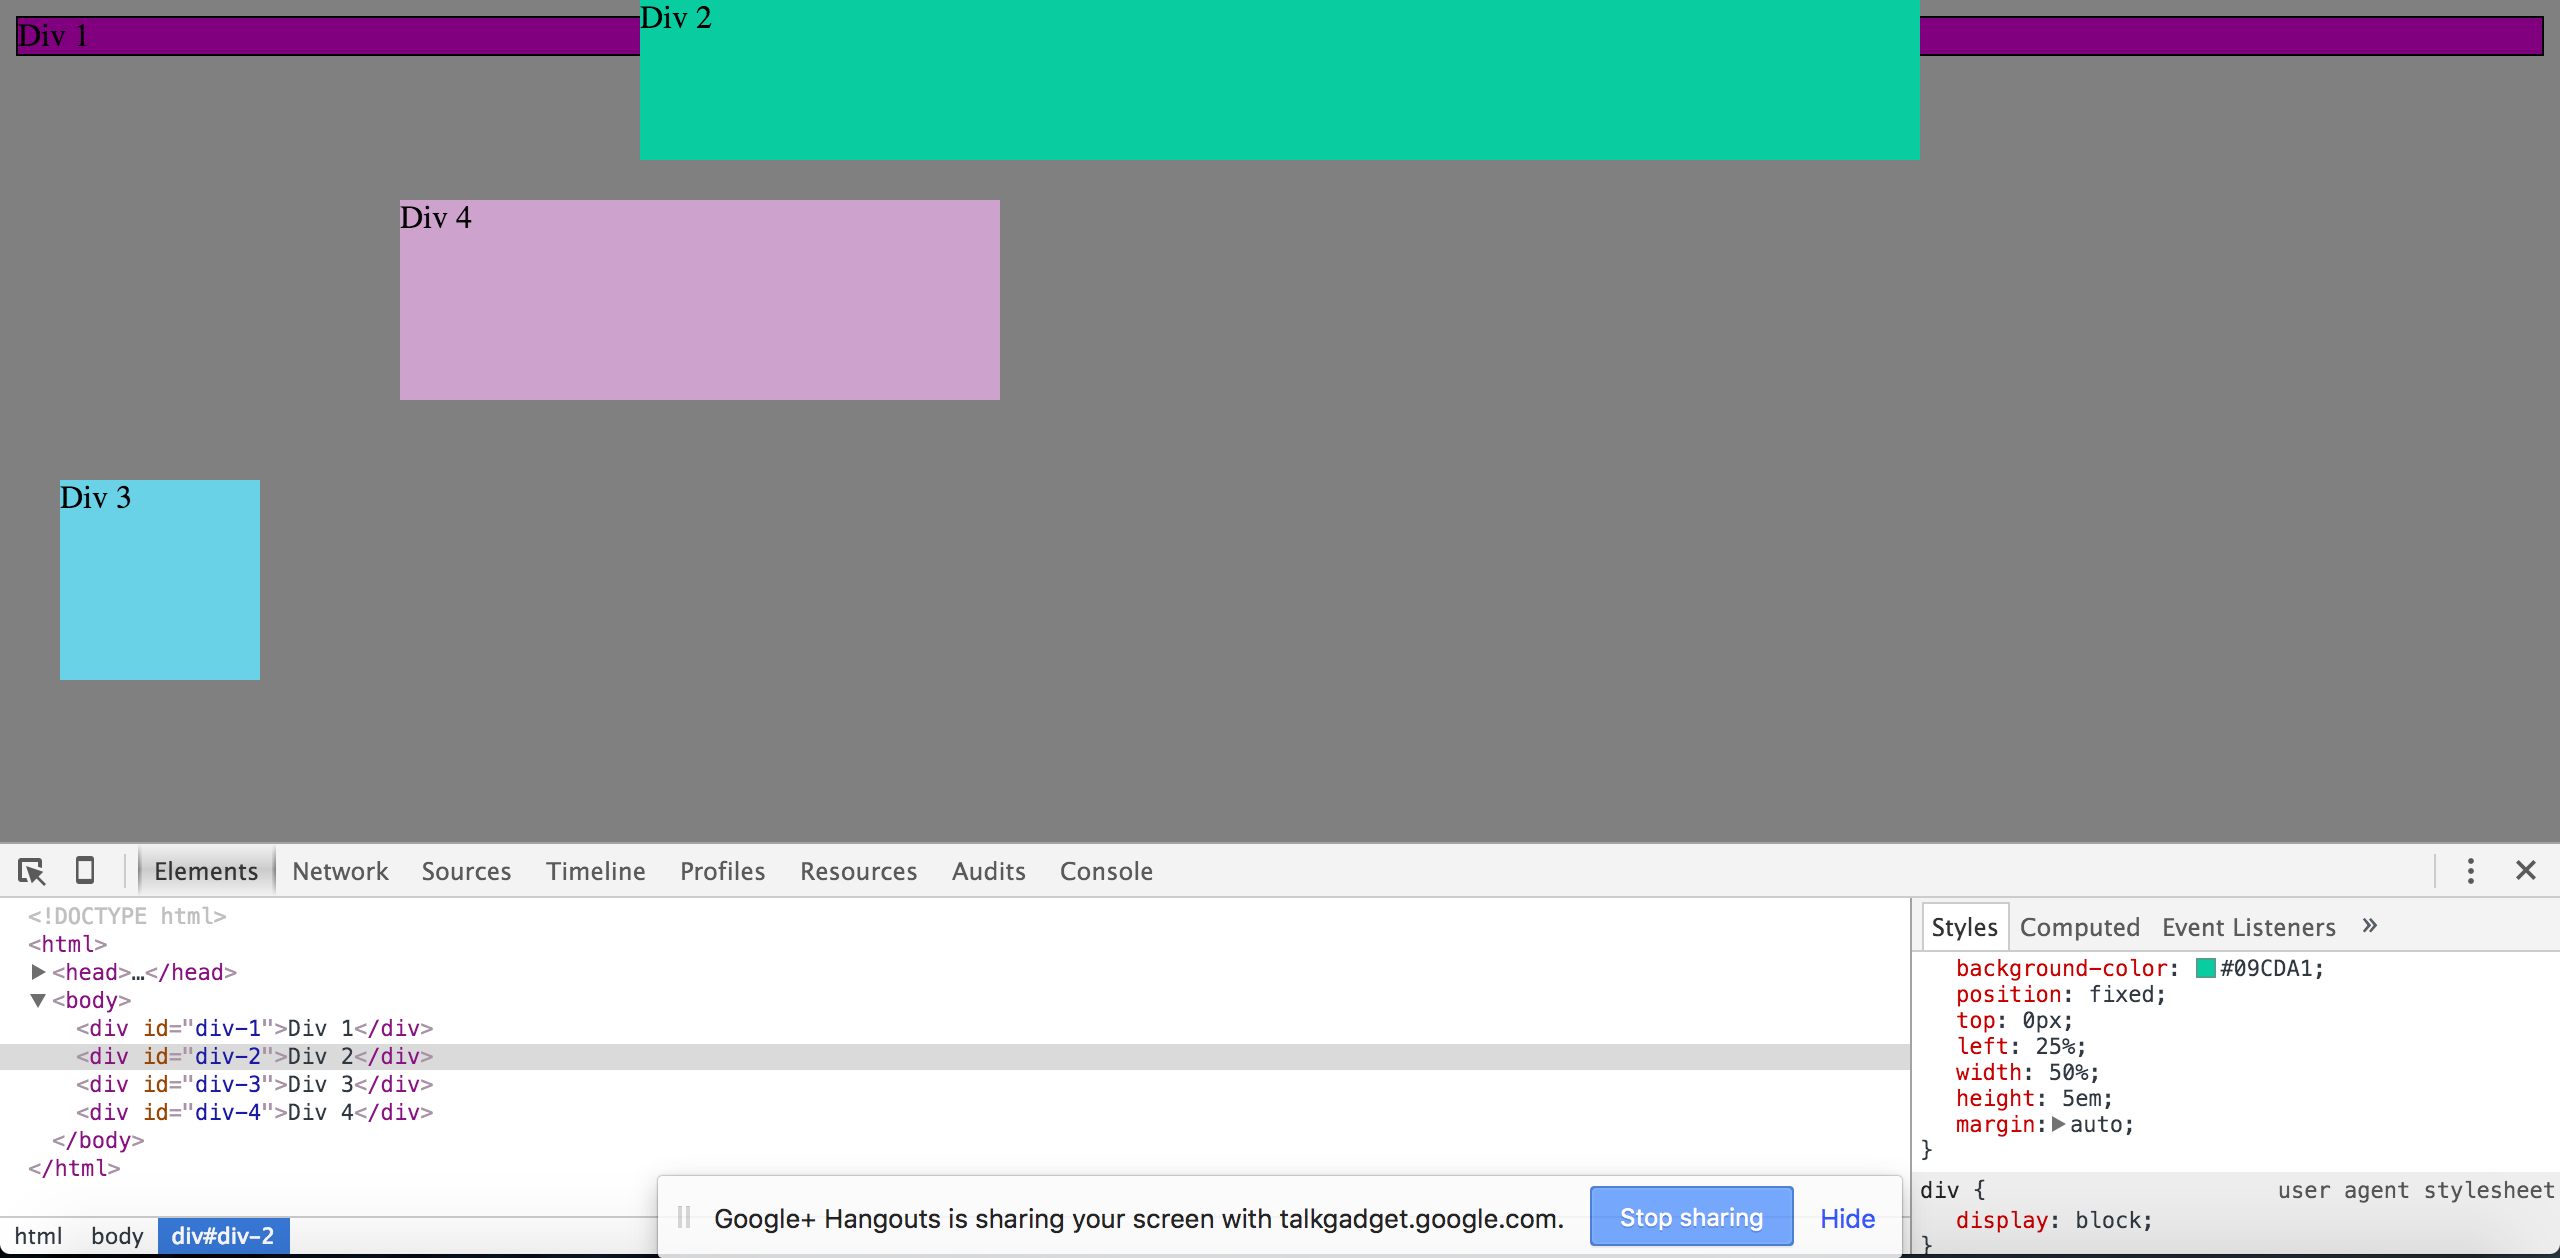 Div 1
Div 2
Div 4
Div 3
Elements Network Sources Timeline Profiles Resources Audits Console
<!DOCTYPE html>
<html>
<head>…</head>
<body>
<div id="div-1">Div 1</div>
<div id="div-2">Div 2</div>
<div id="div-3">Div 3</div>
<div id="div-4">Div 4</div>
</body>
</html>
html body div#div-2
Styles Computed Event Listeners »
background-color: #09CDA1;
position: fixed;
top: 0px;
left: 25%;
width: 50%;
height: 5em;
margin: auto;
}
div { user agent stylesheet
display: block;
}
Google+ Hangouts is sharing your screen with talkgadget.google.com. Stop sharing Hide